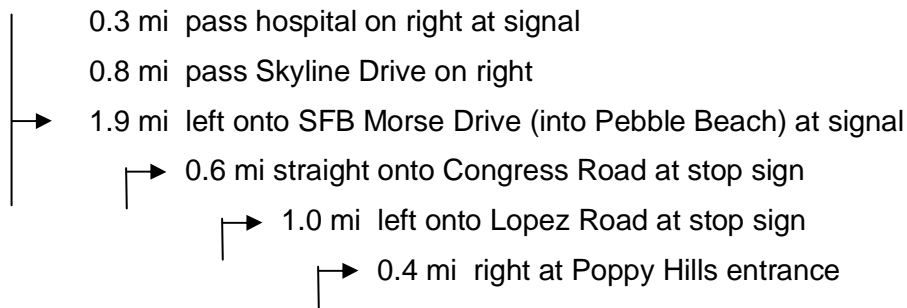 0.3 mi pass hospital on right at signal
0.8 mi pass Skyline Drive on right
1.9 mi left onto SFB Morse Drive (into Pebble Beach) at signal
0.6 mi straight onto Congress Road at stop sign
1.0 mi left onto Lopez Road at stop sign
0.4 mi right at Poppy Hills entrance